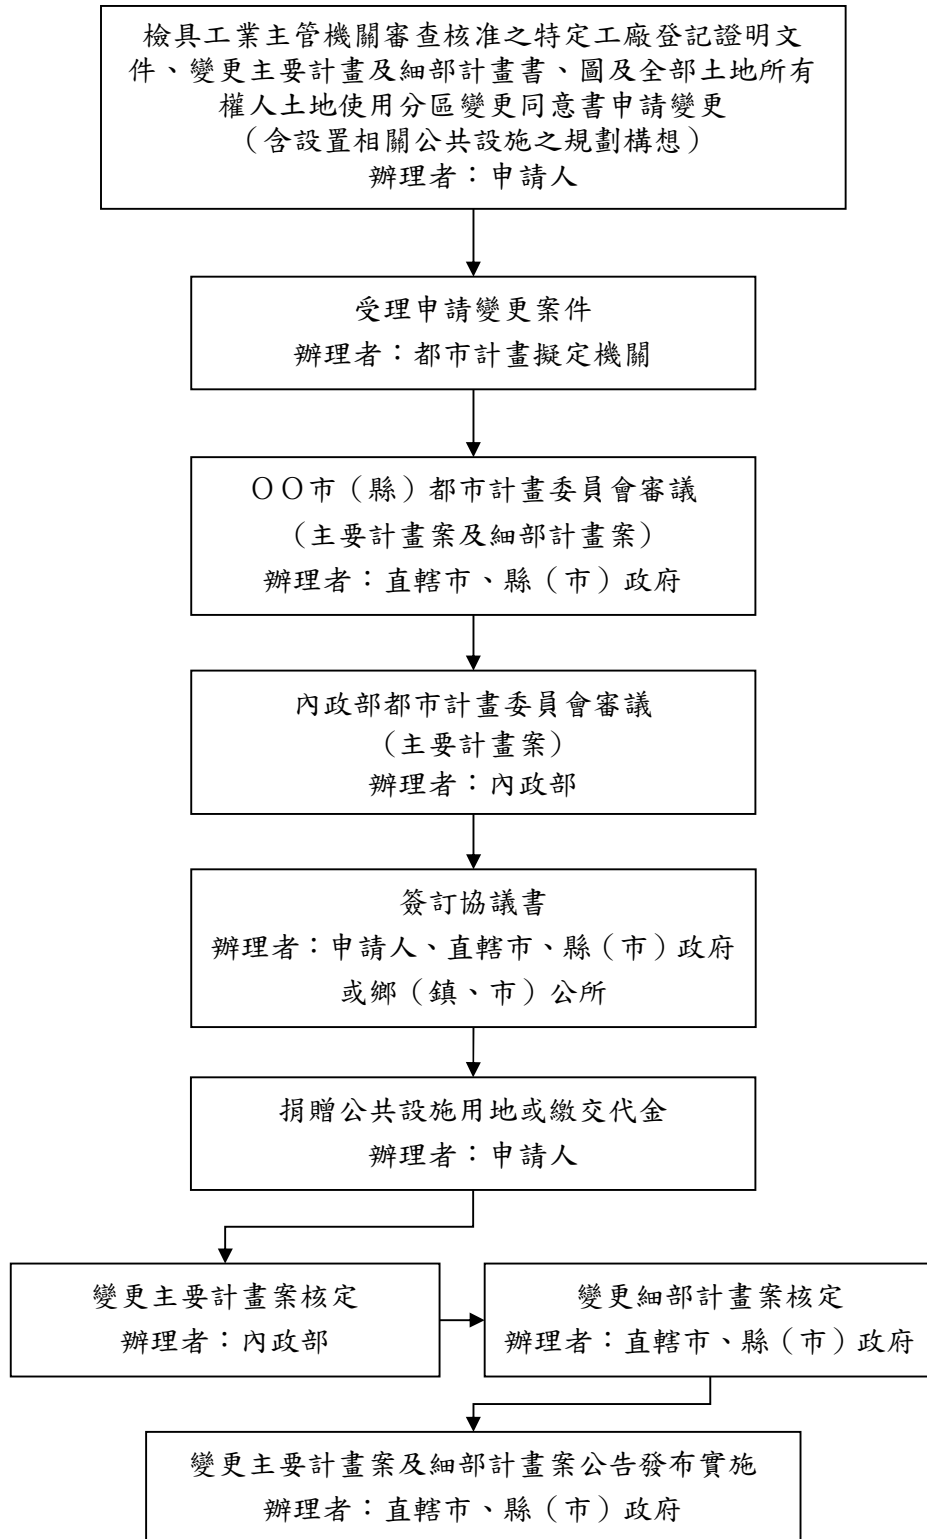 檢具工業主管機關審查核准之特定工廠登記證明文
件、變更主要計畫及細部計畫書、圖及全部土地所有
權人土地使用分區變更同意書申請變更
（含設置相關公共設施之規劃構想）
辦理者：申請人
受理申請變更案件
辦理者：都市計畫擬定機關
ＯＯ市（縣）都市計畫委員會審議
（主要計畫案及細部計畫案）
辦理者：直轄市、縣（市）政府
內政部都市計畫委員會審議
（主要計畫案）
辦理者：內政部
簽訂協議書
辦理者：申請人、直轄市、縣（市）政府
或鄉（鎮、市）公所
捐贈公共設施用地或繳交代金
辦理者：申請人
變更主要計畫案核定
辦理者：內政部
變更細部計畫案核定
辦理者：直轄市、縣（市）政府
變更主要計畫案及細部計畫案公告發布實施
辦理者：直轄市、縣（市）政府